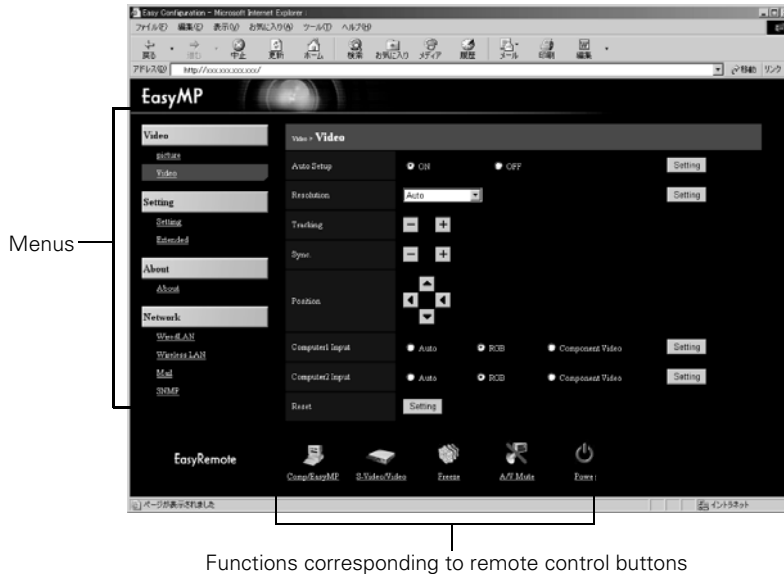 Easy Configuration - Microsoft Internet Explorer
ファイル(F) 編集(E) 表示(V) お気に入り(A) ツール(T) ヘルプ(H)
戻る 進む 中止 更新 ホーム 検索 お気に入り メディア 履歴 メール 印刷 編集
アドレス(D) http://xxx.xxx.xxx.xxx/ 移動 リンク
EasyMP
Video
picture
Video
Setting
Setting
Extended
About
About
Network
WiredLAN
Wireless LAN
Mail
SNMP
Video > Video
Auto Setup ON OFF Setting
Resolution Auto Setting
Tracking − +
Sync. − +
Position
Computer1 Input Auto RGB Component Video Setting
Computer2 Input Auto RGB Component Video Setting
Reset Setting
EasyRemote
Comp/EasyMP S-Video/Video Freeze A/V Mute Power
ページが表示されました イントラネット
Menus
Functions corresponding to remote control buttons